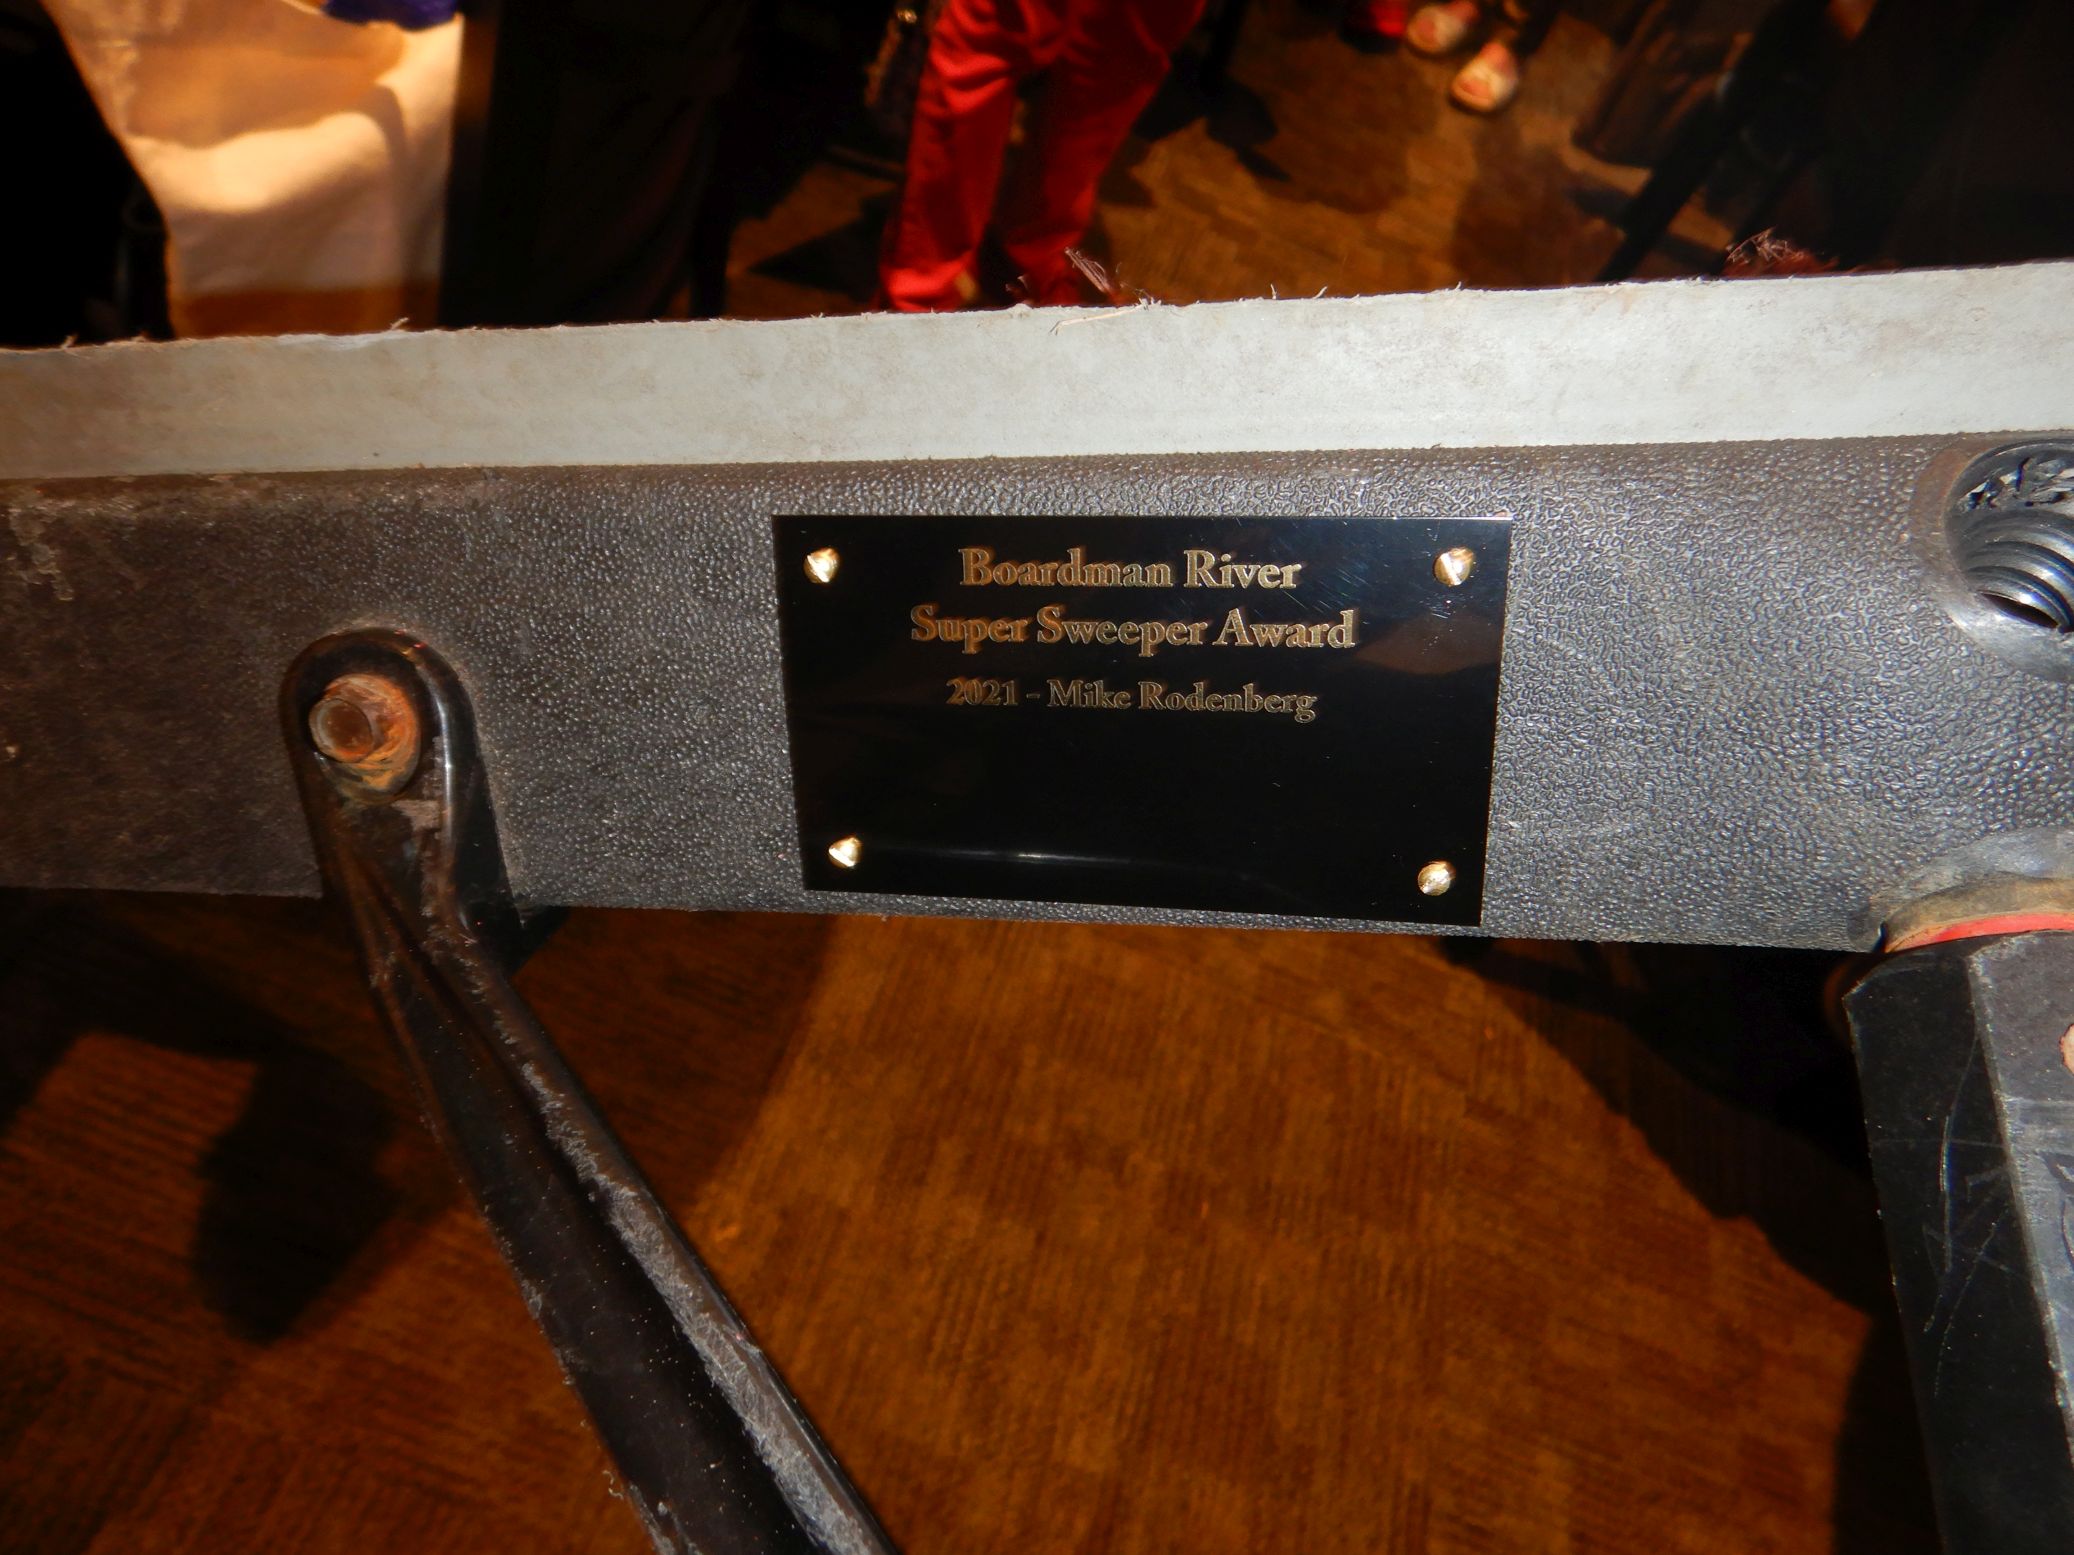 Boardman River
Super Sweeper Award
2021 - Mike Rodenberg